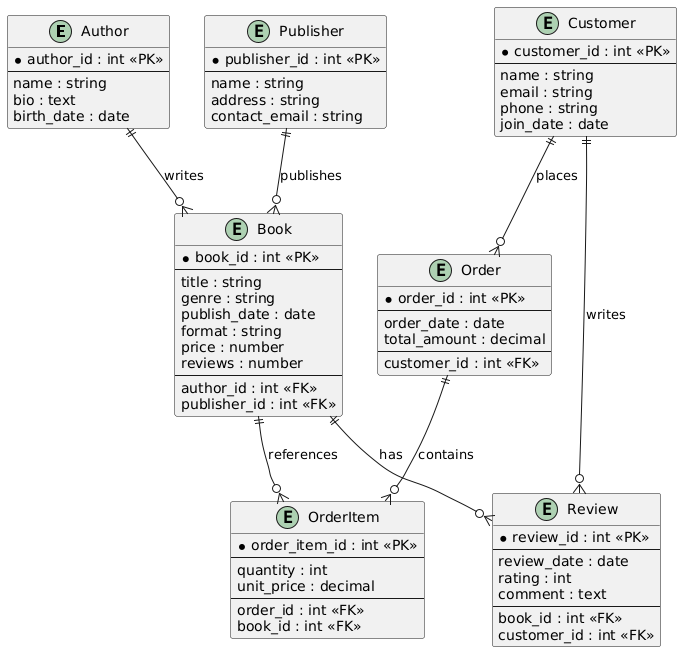 E Author
* author_id : int «PK»
name : string
bio : text
birth_date : date
E Publisher
* publisher_id : int «PK»
name : string
address : string
contact_email : string
E Customer
* customer_id : int «PK»
name : string
email : string
phone : string
join_date : date
writes
publishes
places
writes
E Book
* book_id : int «PK»
title : string
genre : string
publish_date : date
format : string
price : number
reviews : number
author_id : int «FK»
publisher_id : int «FK»
E Order
* order_id : int «PK»
order_date : date
total_amount : decimal
customer_id : int «FK»
references
has
contains
E OrderItem
* order_item_id : int «PK»
quantity : int
unit_price : decimal
order_id : int «FK»
book_id : int «FK»
E Review
* review_id : int «PK»
review_date : date
rating : int
comment : text
book_id : int «FK»
customer_id : int «FK»